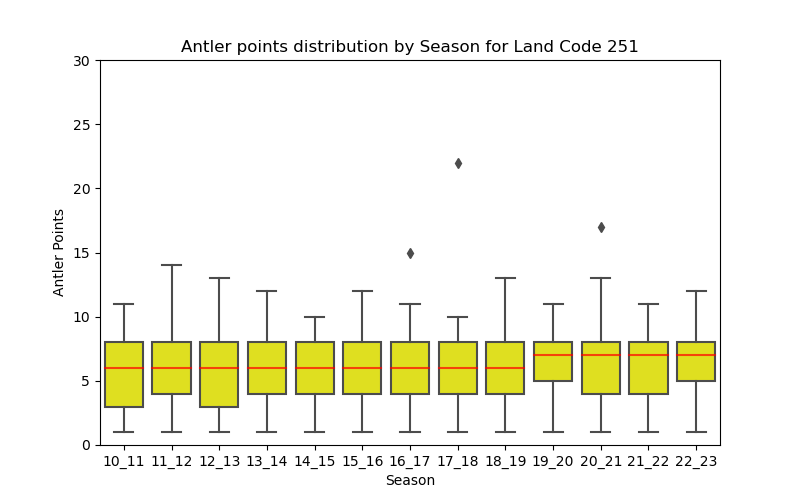 Antler points distribution by Season for Land Code 251
30
25
20
15
10
5
0
Antler Points
10_11 11_12 12_13 13_14 14_15 15_16 16_17 17_18 18_19 19_20 20_21 21_22 22_23
Season